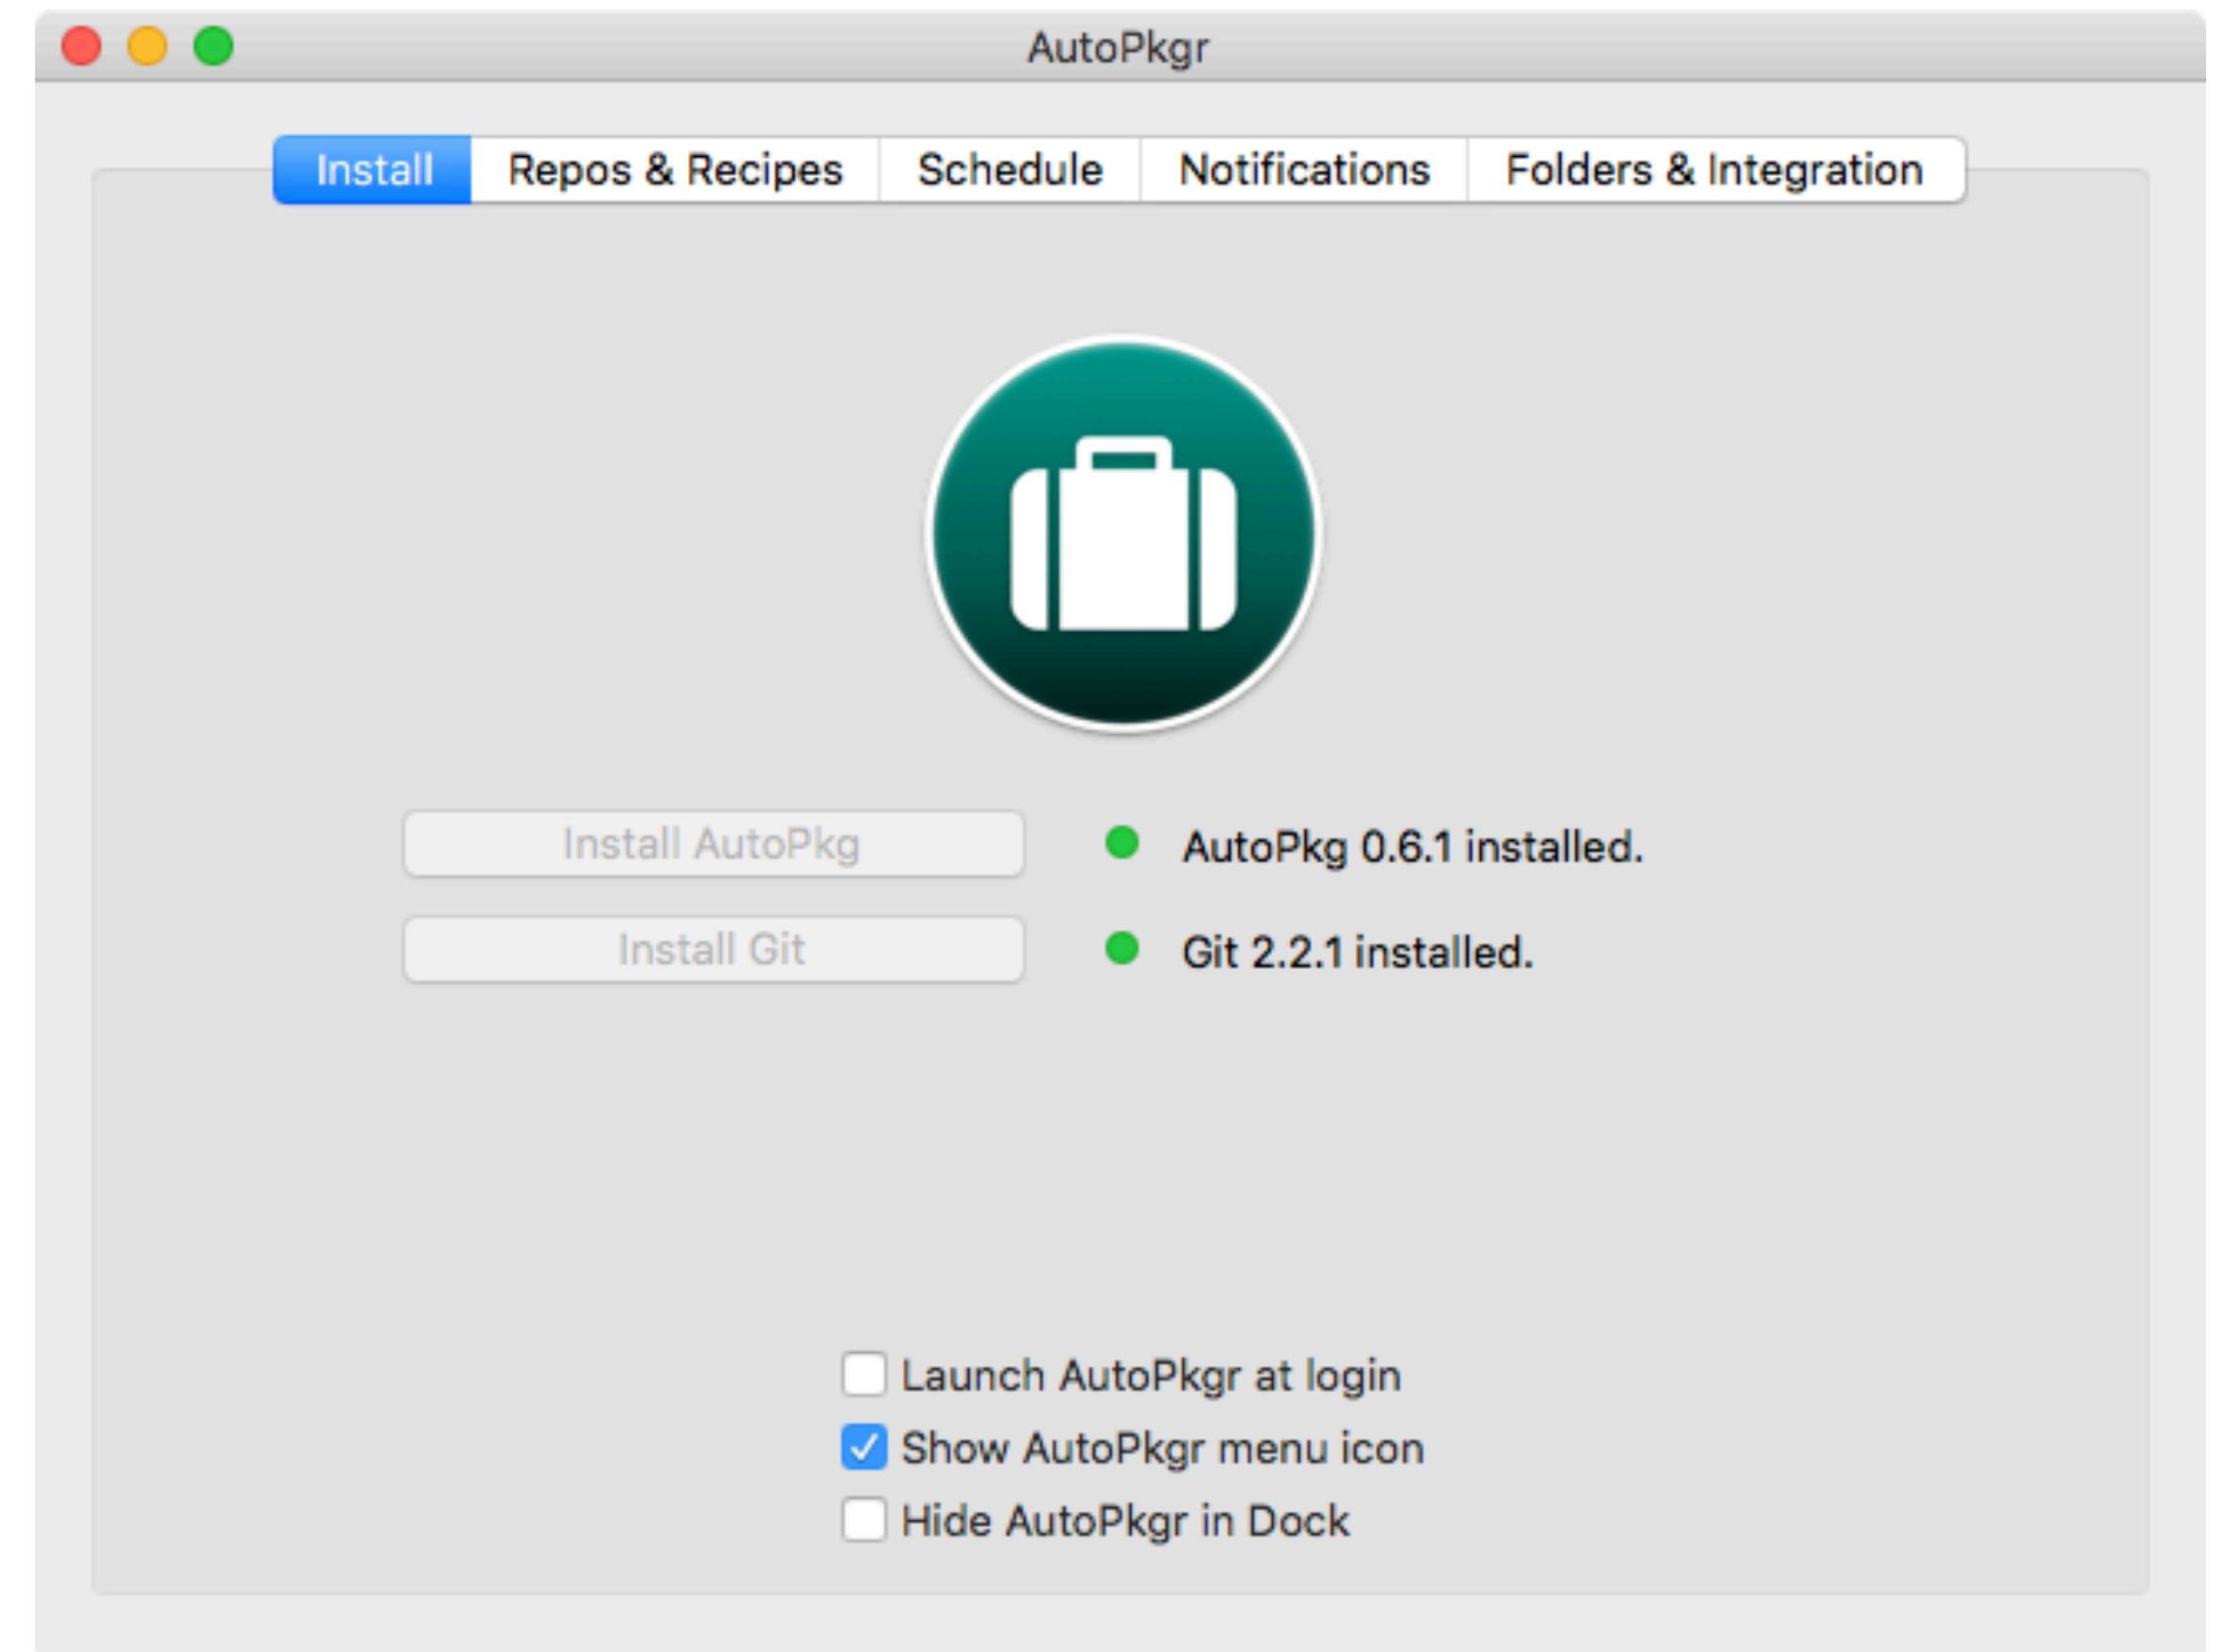 AutoPkgr
Install Repos & Recipes Schedule Notifications Folders & Integration
Install AutoPkg AutoPkg 0.6.1 installed.
Install Git Git 2.2.1 installed.
Launch AutoPkgr at login
Show AutoPkgr menu icon
Hide AutoPkgr in Dock